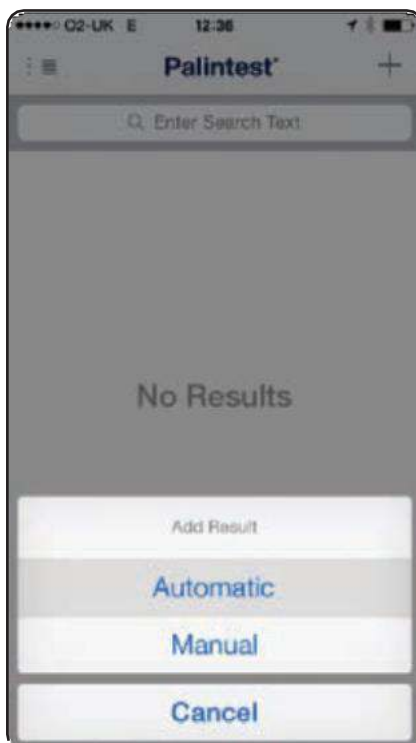 O2-UK E 12:36
Palintest
Enter Search Text
No Results
Add Result
Automatic
Manual
Cancel